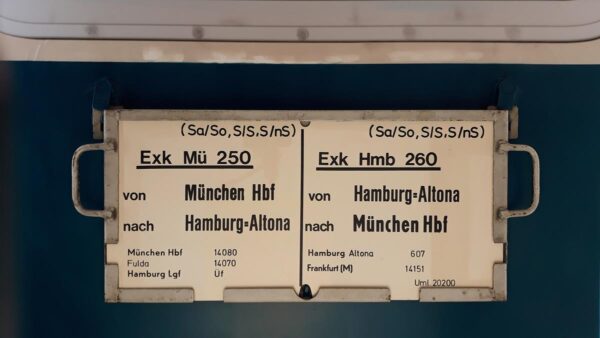 (Sa/So, S/S, S/nS)
Exk Mü 250
von München Hbf
nach Hamburg=Altona
München Hbf 14080
Fulda 14070
Hamburg Lgf Üf
(Sa/So, S/S, S/nS)
Exk Hmb 260
von Hamburg=Altona
nach München Hbf
Hamburg Altona 607
Frankfurt (M) 14151
Uml 20200